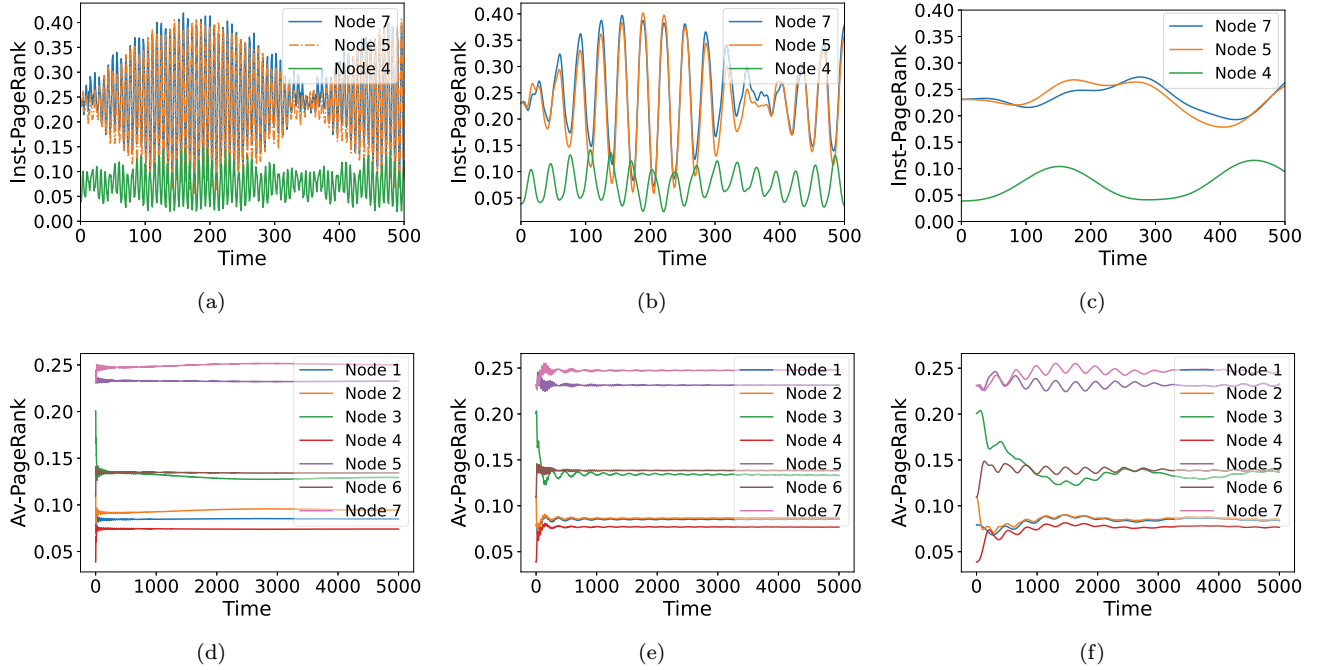 Inst-PageRank
0.40
0.35
0.30
0.25
0.20
0.15
0.10
0.05
0.00
0 100 200 300 400 500
Time
Node 7
Node 5
Node 4
(a)
Inst-PageRank
0.40
0.35
0.30
0.25
0.20
0.15
0.10
0.05
0 100 200 300 400 500
Time
Node 7
Node 5
Node 4
(b)
Inst-PageRank
0.40
0.35
0.30
0.25
0.20
0.15
0.10
0.05
0.00
0 100 200 300 400 500
Time
Node 7
Node 5
Node 4
(c)
Av-PageRank
0.25
0.20
0.15
0.10
0.05
0 1000 2000 3000 4000 5000
Time
Node 1
Node 2
Node 3
Node 4
Node 5
Node 6
Node 7
(d)
Av-PageRank
0.25
0.20
0.15
0.10
0.05
0 1000 2000 3000 4000 5000
Time
Node 1
Node 2
Node 3
Node 4
Node 5
Node 6
Node 7
(e)
Av-PageRank
0.25
0.20
0.15
0.10
0.05
0 1000 2000 3000 4000 5000
Time
Node 1
Node 2
Node 3
Node 4
Node 5
Node 6
Node 7
(f)